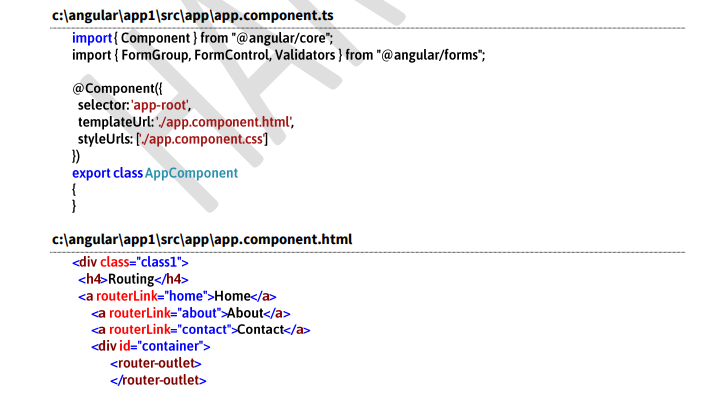 c:\angular\app1\src\app\app.component.ts
import { Component } from "@angular/core";
import { FormGroup, FormControl, Validators } from "@angular/forms";
@Component({
selector: 'app-root',
templateUrl: './app.component.html',
styleUrls: ['./app.component.css']
})
export class AppComponent
{
}
c:\angular\app1\src\app\app.component.html
<div class="class1">
<h4>Routing</h4>
<a routerLink="home">Home</a>
<a routerLink="about">About</a>
<a routerLink="contact">Contact</a>
<div id="container">
<router-outlet>
</router-outlet>